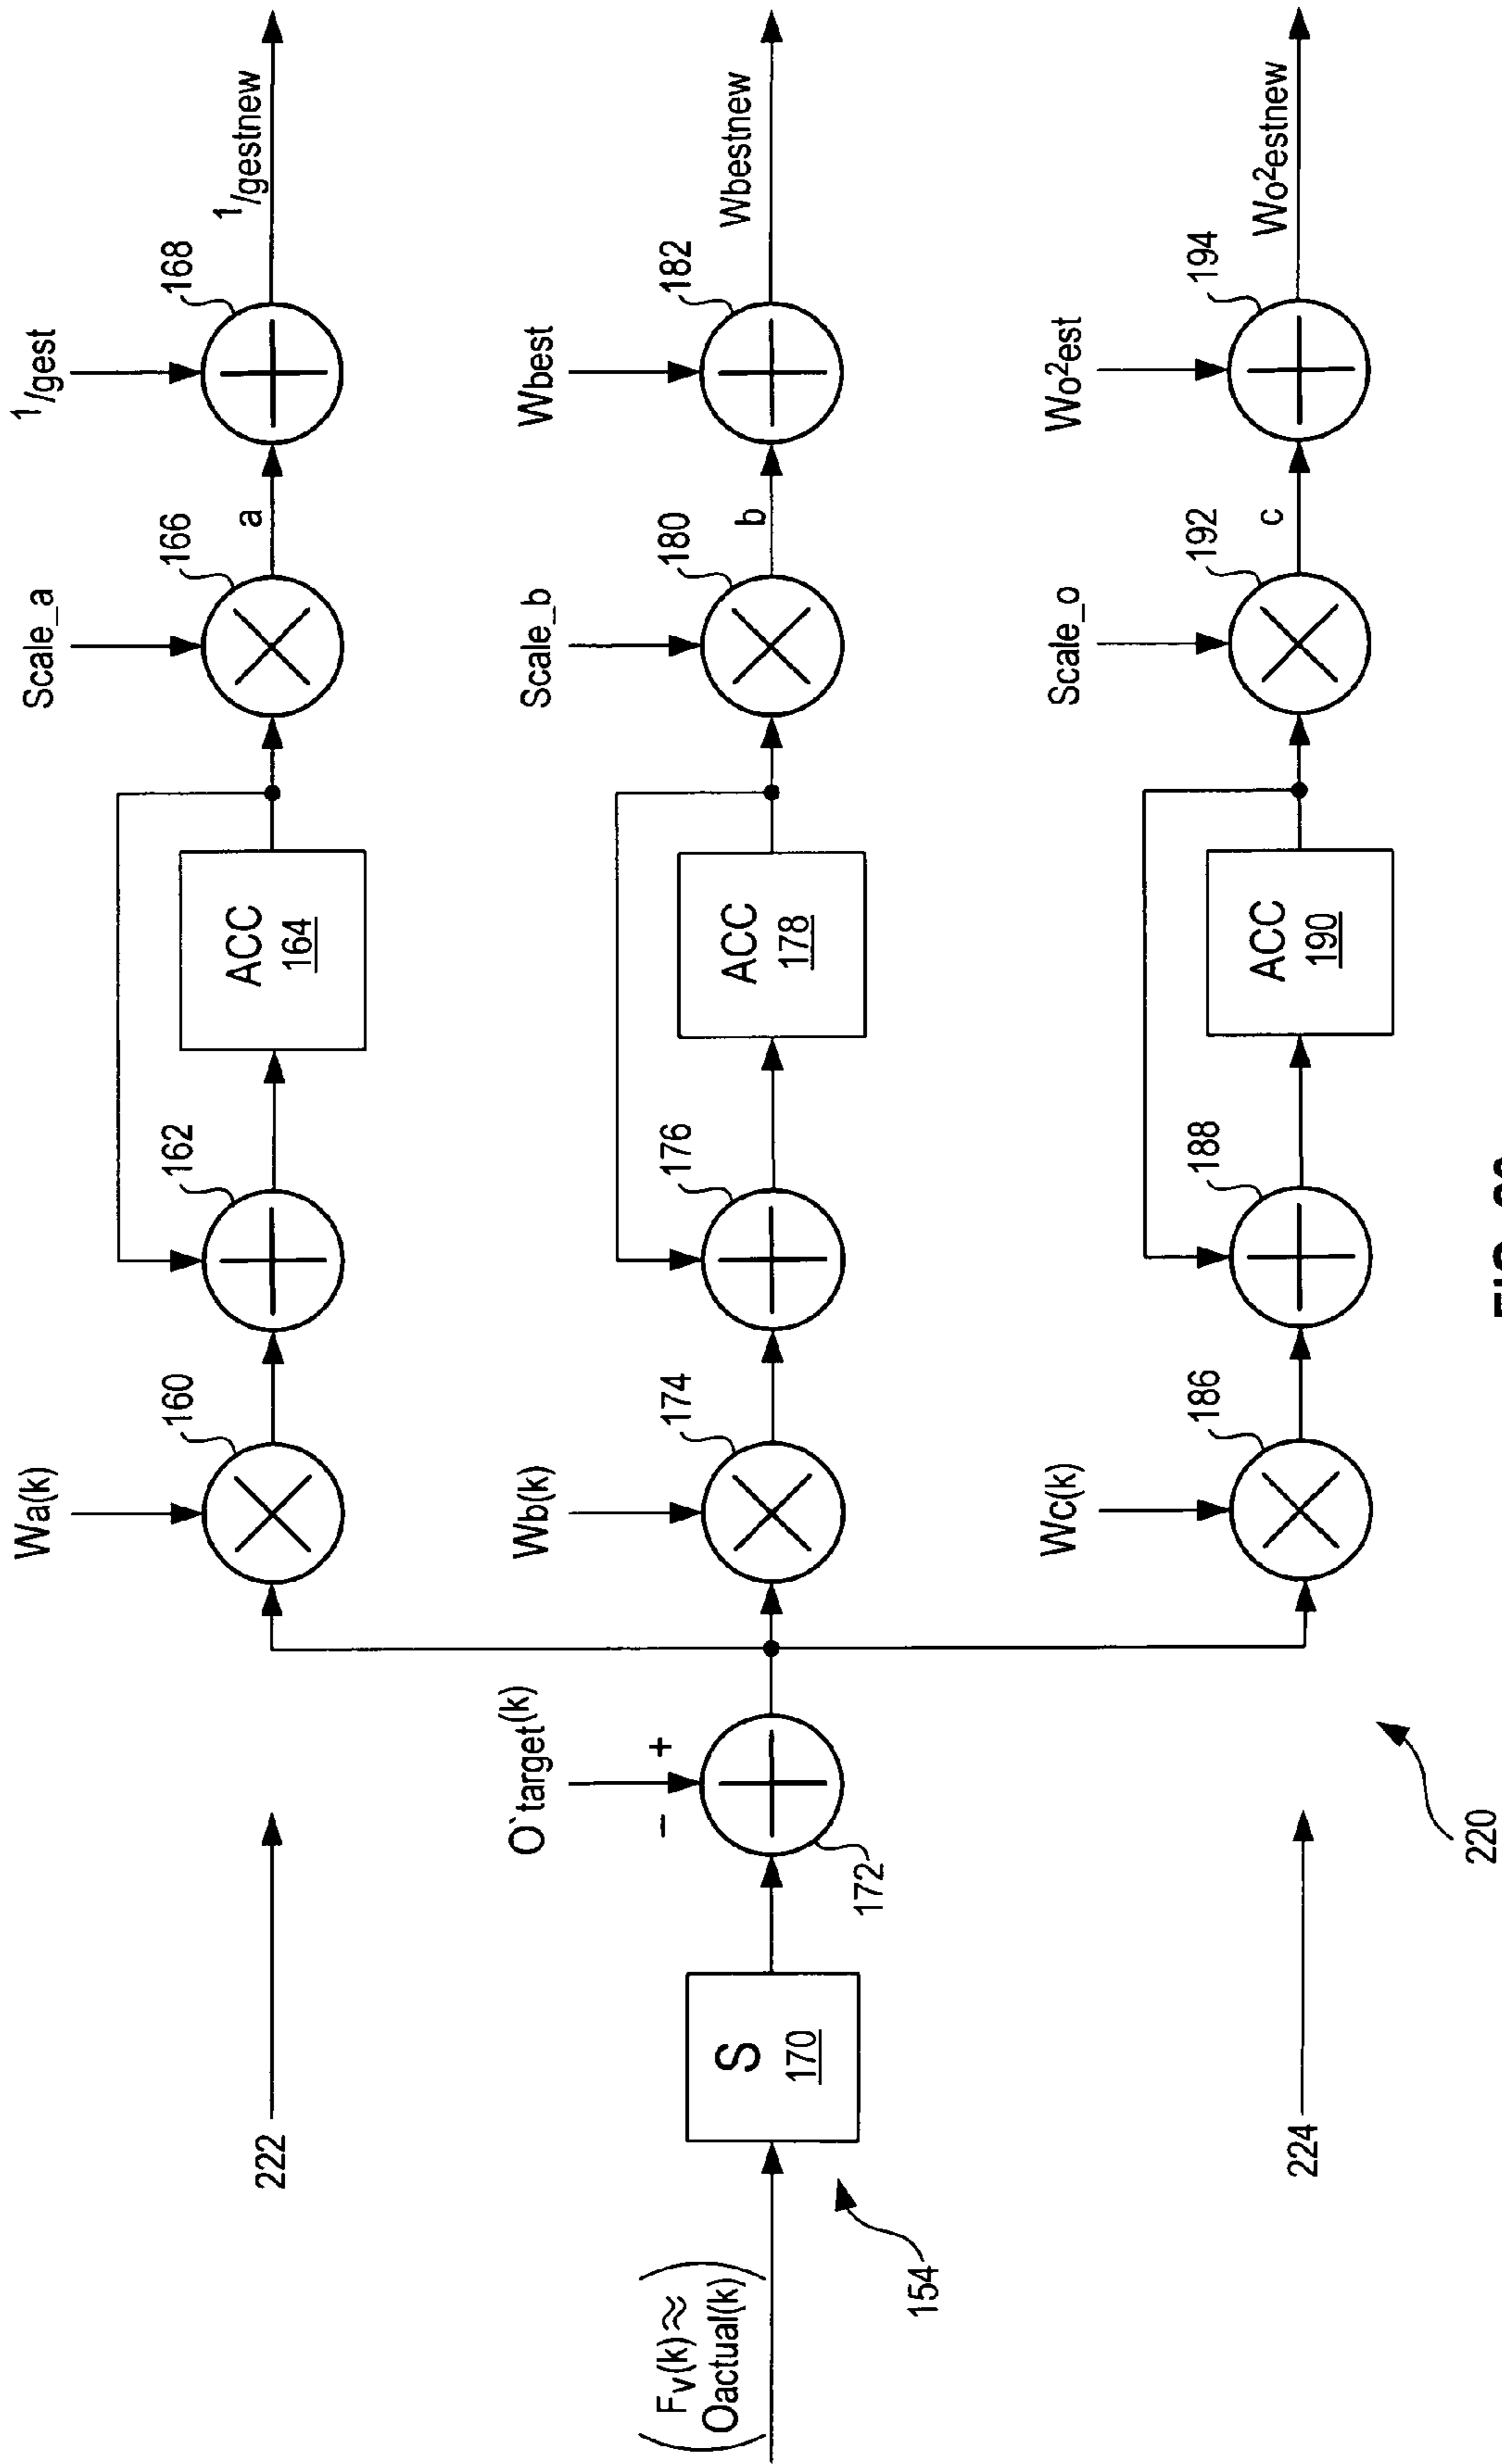 Wa(k)
160
162
ACC
164
Scale_a
166
a
1/gest
168
1/gestnew
222
(Fv(k)≈
Oactual(k))
154
S
170
O`target(k)
−
+
172
Wb(k)
174
176
ACC
178
Scale_b
180
b
Wbest
182
Wbestnew
224
220
Wc(k)
186
188
ACC
190
Scale_o
192
c
Wo²est
194
Wo²estnew